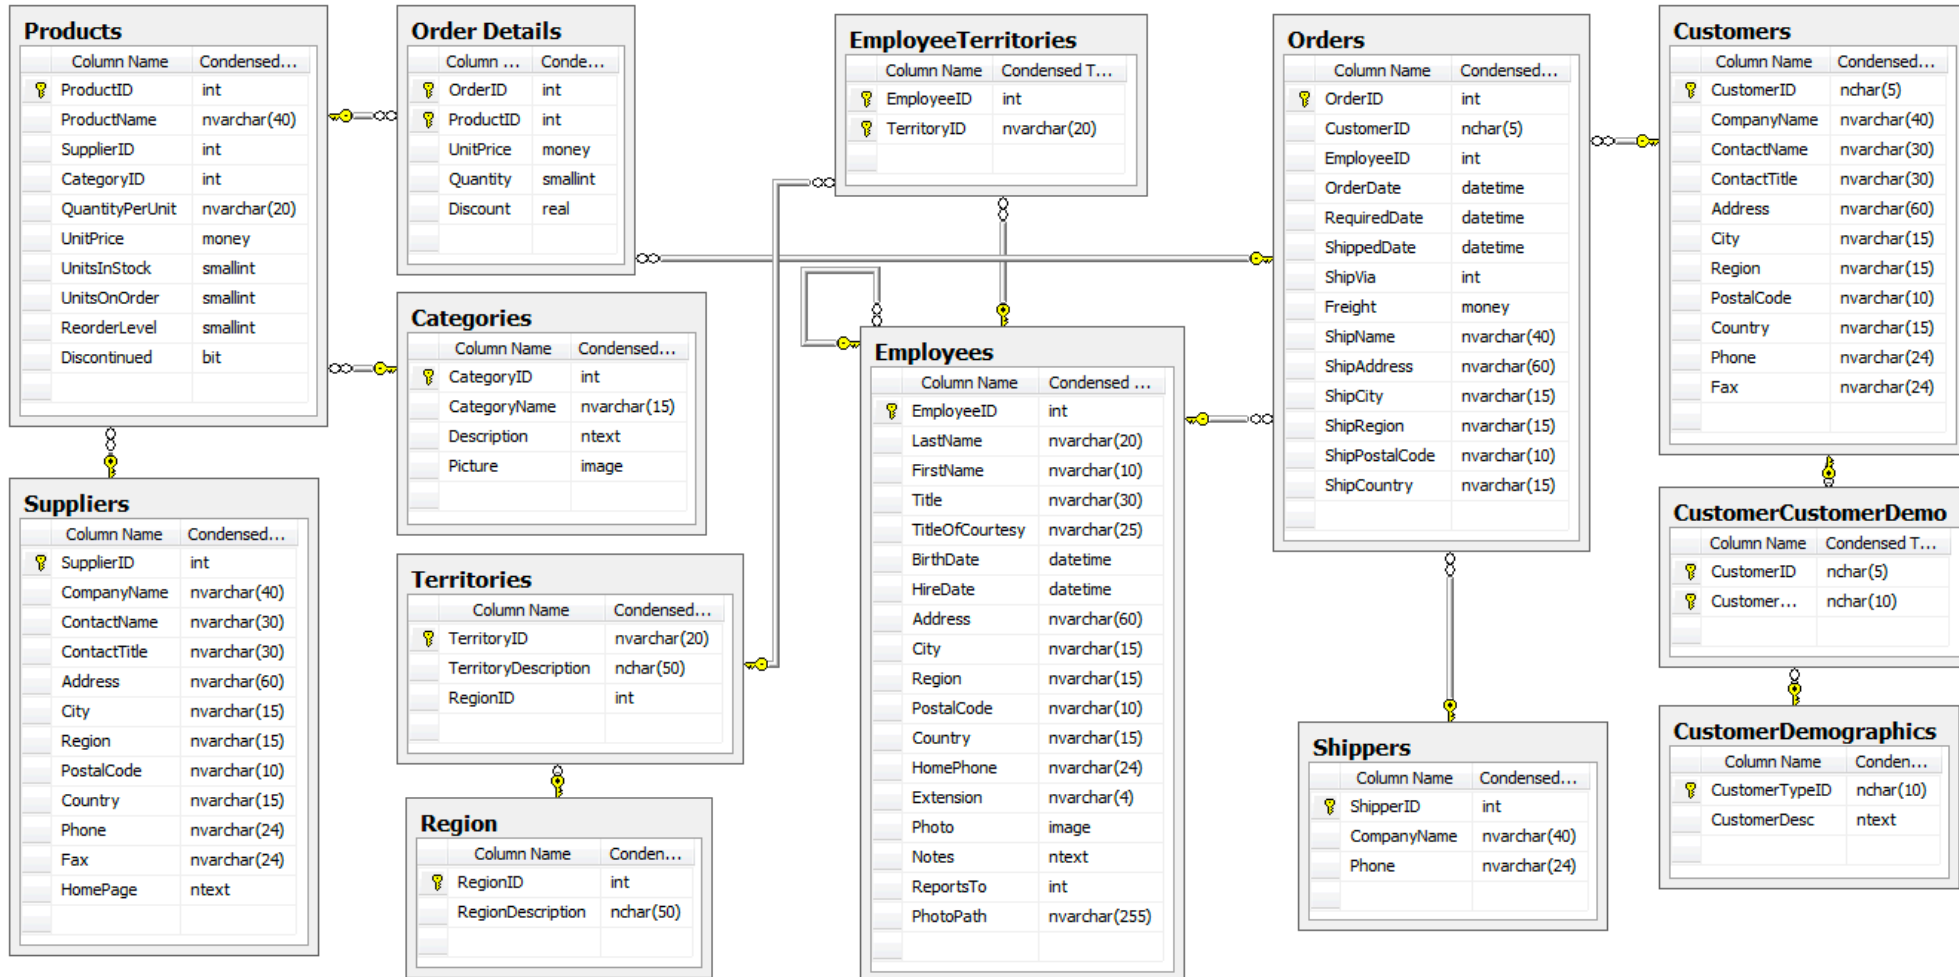 Products
Column Name Condensed...
ProductID int
ProductName nvarchar(40)
SupplierID int
CategoryID int
QuantityPerUnit nvarchar(20)
UnitPrice money
UnitsInStock smallint
UnitsOnOrder smallint
ReorderLevel smallint
Discontinued bit
Order Details
Column ... Conde...
OrderID int
ProductID int
UnitPrice money
Quantity smallint
Discount real
EmployeeTerritories
Column Name Condensed T...
EmployeeID int
TerritoryID nvarchar(20)
Orders
Column Name Condensed...
OrderID int
CustomerID nchar(5)
EmployeeID int
OrderDate datetime
RequiredDate datetime
ShippedDate datetime
ShipVia int
Freight money
ShipName nvarchar(40)
ShipAddress nvarchar(60)
ShipCity nvarchar(15)
ShipRegion nvarchar(15)
ShipPostalCode nvarchar(10)
ShipCountry nvarchar(15)
Customers
Column Name Condensed...
CustomerID nchar(5)
CompanyName nvarchar(40)
ContactName nvarchar(30)
ContactTitle nvarchar(30)
Address nvarchar(60)
City nvarchar(15)
Region nvarchar(15)
PostalCode nvarchar(10)
Country nvarchar(15)
Phone nvarchar(24)
Fax nvarchar(24)
Categories
Column Name Condensed...
CategoryID int
CategoryName nvarchar(15)
Description ntext
Picture image
Employees
Column Name Condensed ...
EmployeeID int
LastName nvarchar(20)
FirstName nvarchar(10)
Title nvarchar(30)
TitleOfCourtesy nvarchar(25)
BirthDate datetime
HireDate datetime
Address nvarchar(60)
City nvarchar(15)
Region nvarchar(15)
PostalCode nvarchar(10)
Country nvarchar(15)
HomePhone nvarchar(24)
Extension nvarchar(4)
Photo image
Notes ntext
ReportsTo int
PhotoPath nvarchar(255)
Suppliers
Column Name Condensed...
SupplierID int
CompanyName nvarchar(40)
ContactName nvarchar(30)
ContactTitle nvarchar(30)
Address nvarchar(60)
City nvarchar(15)
Region nvarchar(15)
PostalCode nvarchar(10)
Country nvarchar(15)
Phone nvarchar(24)
Fax nvarchar(24)
HomePage ntext
Territories
Column Name Condensed...
TerritoryID nvarchar(20)
TerritoryDescription nchar(50)
RegionID int
Region
Column Name Conden...
RegionID int
RegionDescription nchar(50)
Shippers
Column Name Condensed...
ShipperID int
CompanyName nvarchar(40)
Phone nvarchar(24)
CustomerCustomerDemo
Column Name Condensed T...
CustomerID nchar(5)
Customer... nchar(10)
CustomerDemographics
Column Name Conden...
CustomerTypeID nchar(10)
CustomerDesc ntext